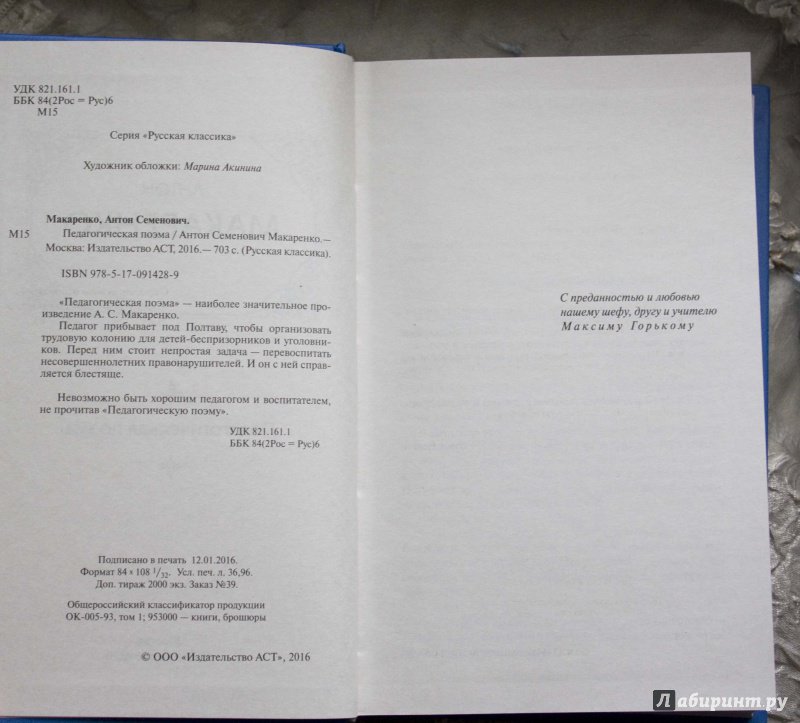 УДК 821.161.1
ББК 84(2Рос = Рус)6
М15
Серия «Русская классика»
Художник обложки: Марина Акинина
Макаренко, Антон Семенович.
М15 Педагогическая поэма / Антон Семенович Макаренко.—
Москва: Издательство АСТ, 2016.— 703 с. (Русская классика).
ISBN 978-5-17-091428-9
«Педагогическая поэма» — наиболее значительное про-
изведение А. С. Макаренко.
Педагог прибывает под Полтаву, чтобы организовать
трудовую колонию для детей-беспризорников и уголовни-
ков. Перед ним стоит непростая задача — перевоспитать
несовершеннолетних правонарушителей. И он с ней справ-
ляется блестяще.
Невозможно быть хорошим педагогом и воспитателем,
не прочитав «Педагогическую поэму».
УДК 821.161.1
ББК 84(2Рос = Рус)6
Подписано в печать 12.01.2016.
Формат 84 × 108 1/32. Усл. печ. л. 36,96.
Доп. тираж 2000 экз. Заказ №39.
Общероссийский классификатор продукции
ОК-005-93, том 1; 953000 — книги, брошюры
© ООО «Издательство АСТ», 2016
С преданностью и любовью
нашему шефу, другу и учителю
Максиму Горькому
Лабиринт.ру